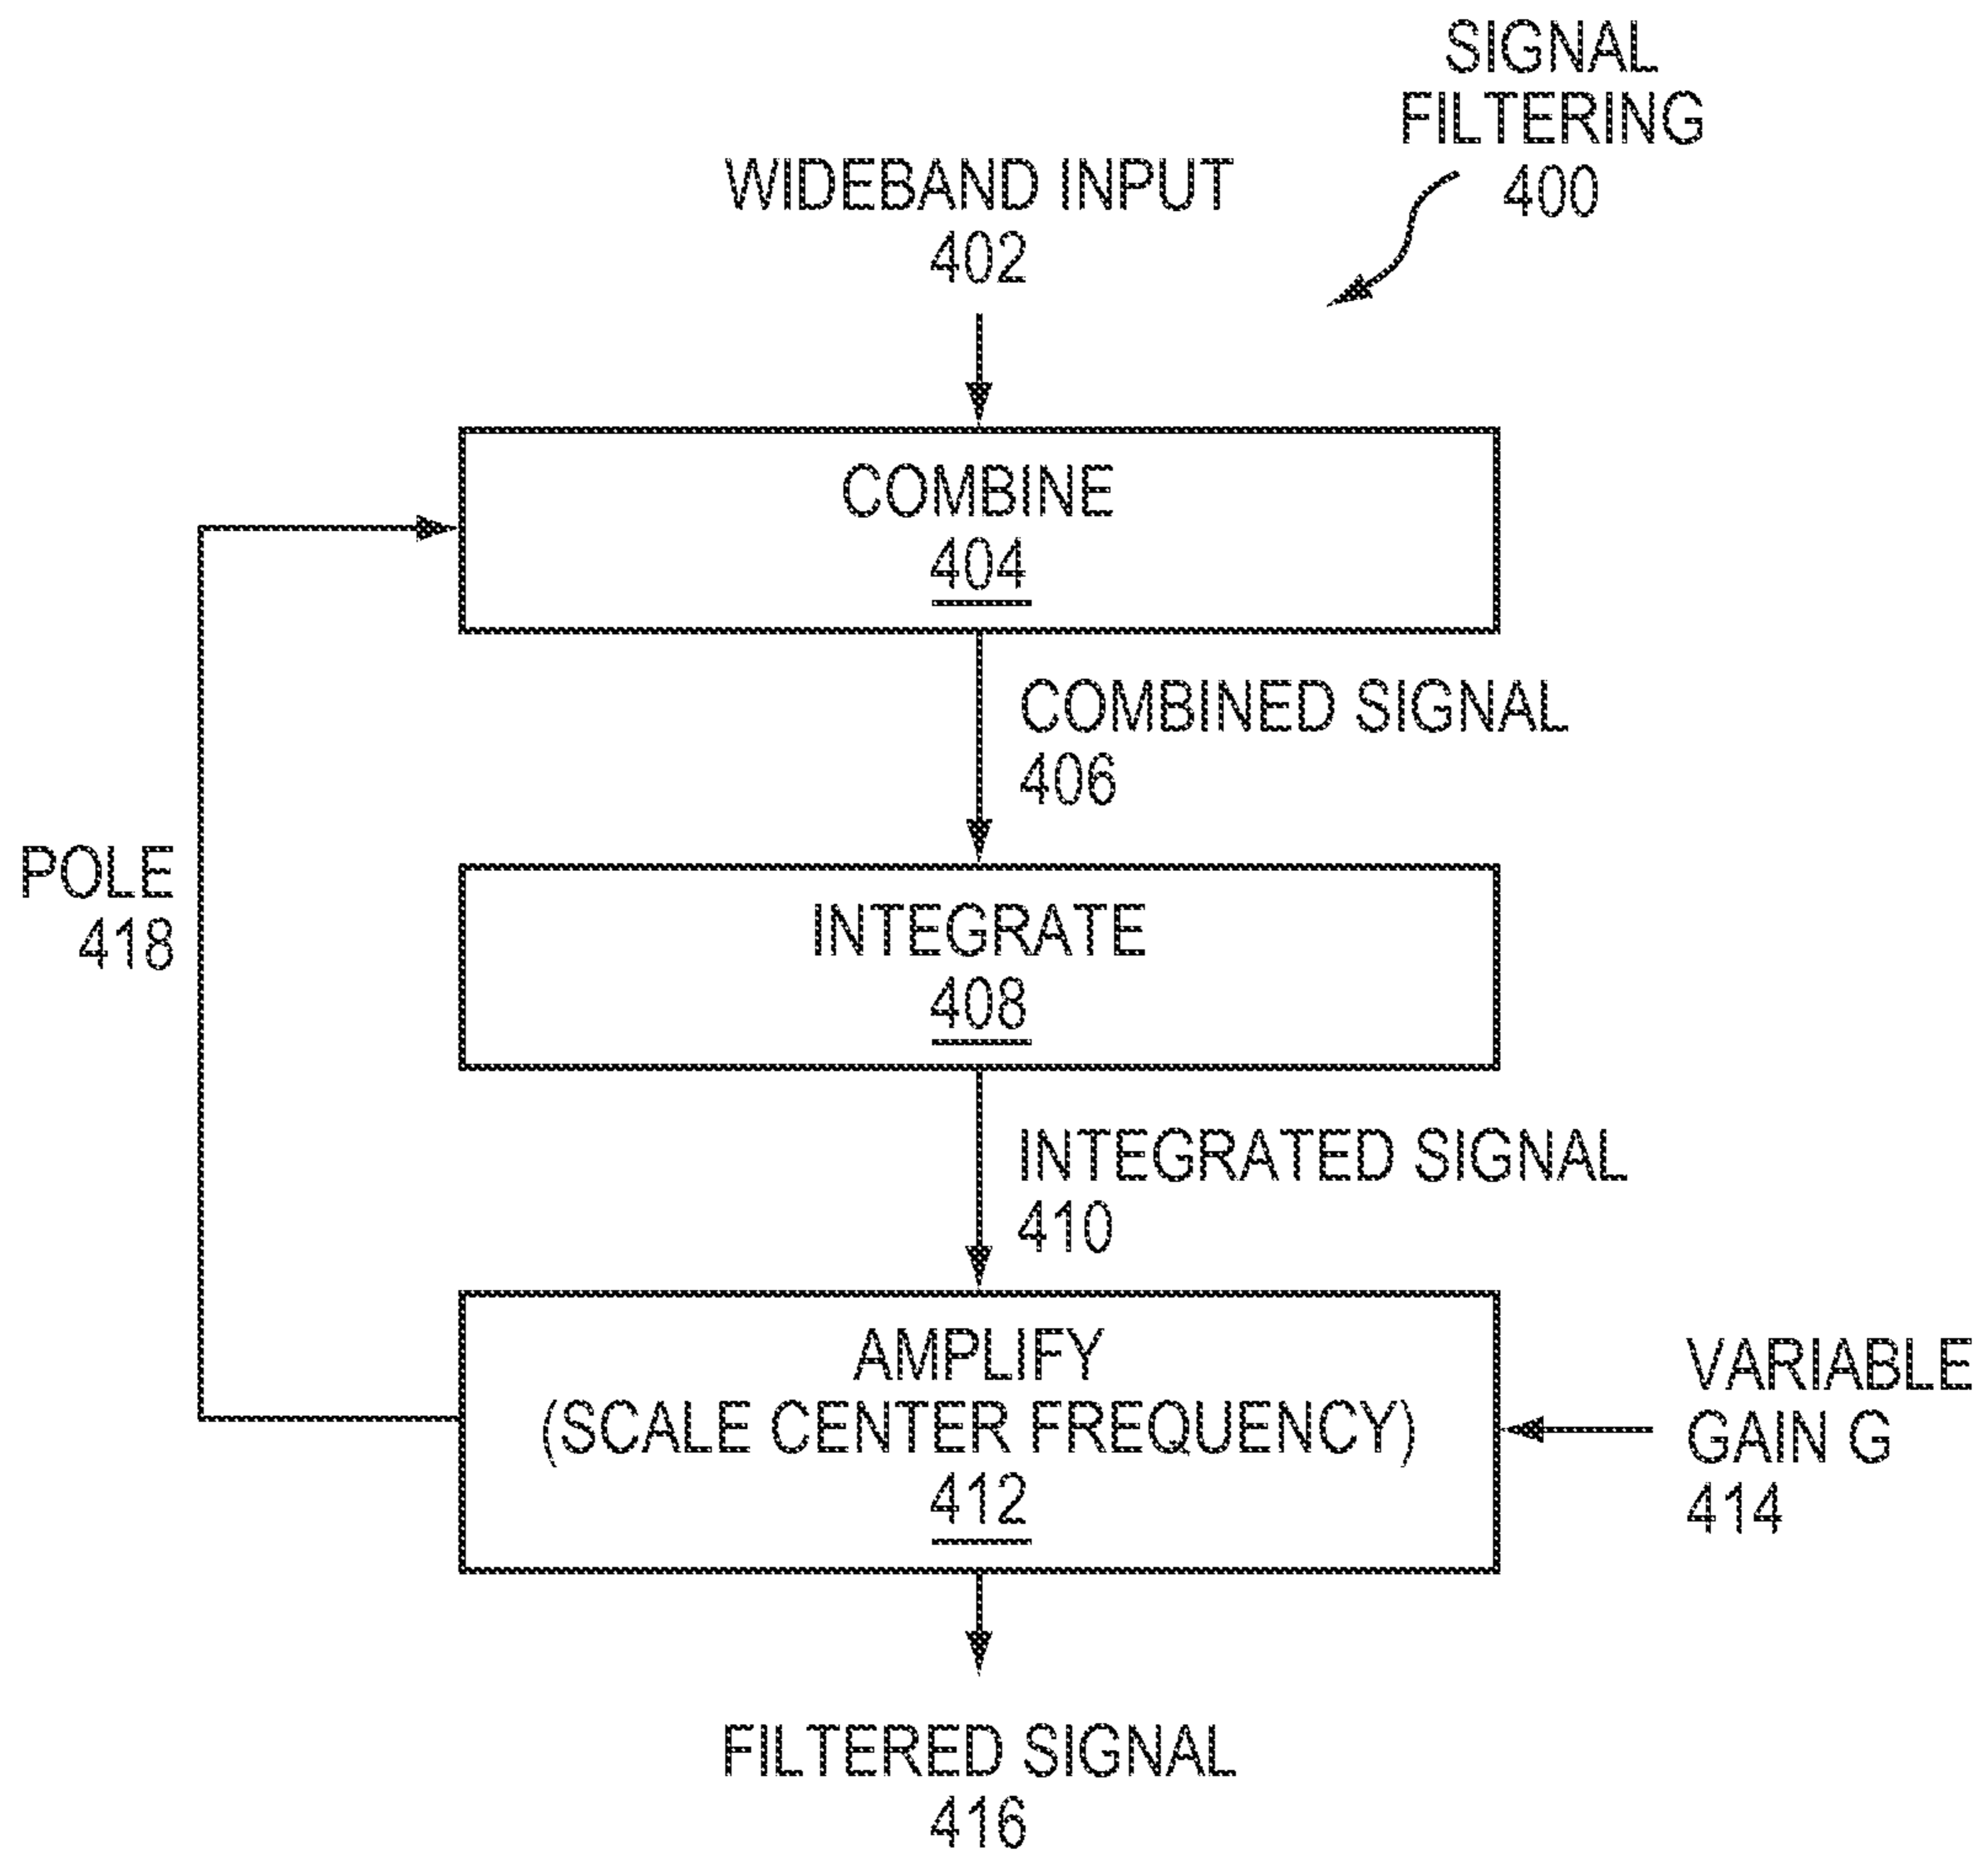 SIGNAL
FILTERING
400
WIDEBAND INPUT
402
COMBINE
404
COMBINED SIGNAL
406
POLE
418
INTEGRATE
408
INTEGRATED SIGNAL
410
AMPLIFY
(SCALE CENTER FREQUENCY)
412
VARIABLE
GAIN G
414
FILTERED SIGNAL
416